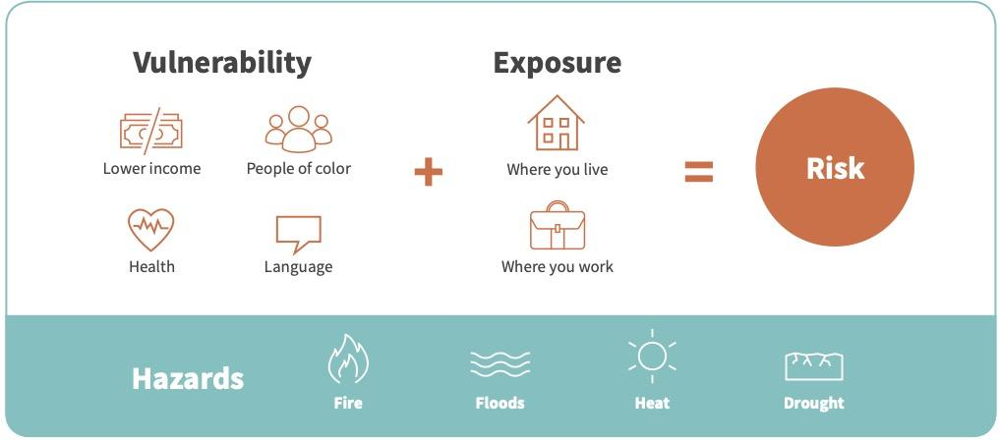 Vulnerability
Exposure
Lower income
People of color
Where you live
+
=
Risk
Health
Language
Where you work
Hazards
Fire
Floods
Heat
Drought